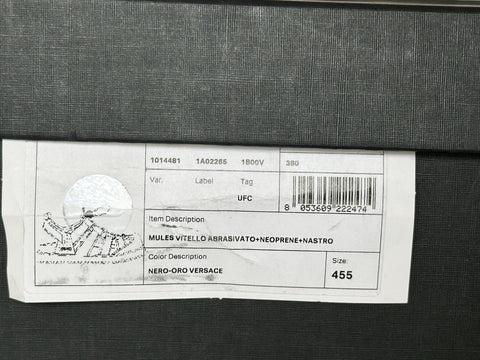 1014481 1A02265 1B00V 380
Var. Label Tag
UFC
8 053609 222474
Item Description
MULES VITELLO ABRASIVATO+NEOPRENE+NASTRO
Color Description
NERO-ORO VERSACE
Size:
455